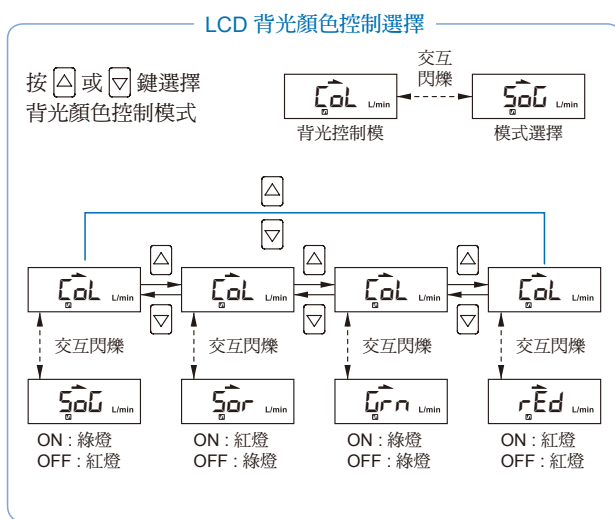 LCD 背光顏色控制選擇
按 △ 或 ▽ 鍵選擇
背光顏色控制模式
交互
閃爍
CoL L/min
SoG L/min
背光控制模
模式選擇
△
▽
△ △ △
CoL L/min CoL L/min CoL L/min CoL L/min
▽ ▽ ▽
交互閃爍 交互閃爍 交互閃爍 交互閃爍
SoG L/min Sor L/min Grn L/min rEd L/min
ON : 綠燈 ON : 紅燈 ON : 綠燈 ON : 紅燈
OFF : 紅燈 OFF : 綠燈 OFF : 綠燈 OFF : 紅燈